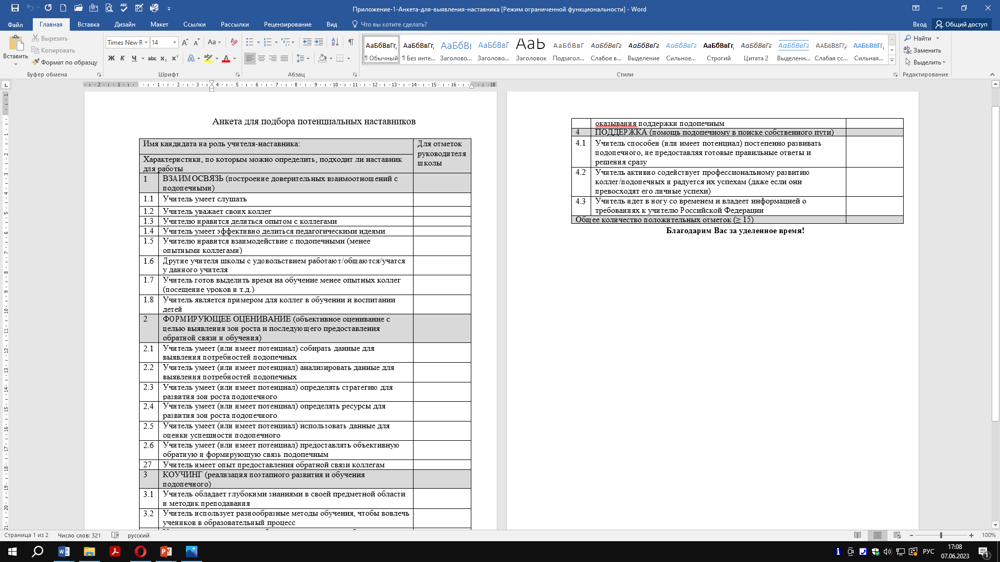 Приложение-1-Анкета-для-выявления-наставника [Режим ограниченной функциональности] - Word
Файл
Главная
Вставка
Дизайн
Макет
Ссылки
Рассылки
Рецензирование
Вид
Что вы хотите сделать?
Вход
Общий доступ
Вставить
Вырезать
Копировать
Формат по образцу
Буфер обмена
Times New R
14
Шрифт
Абзац
¶ Обычный
¶ Без инте...
Заголово...
Заголово...
Заголовок
Подзагол...
Слабое в...
Выделение
Сильное...
Строгий
Цитата 2
Выделенн...
Слабая сс...
Сильная...
Стили
Найти
Заменить
Выделить
Редактирование
Анкета для подбора потенциальных наставников
Имя кандидата на роль учителя-наставника:
Для отметок
руководителя
школы
Характеристики, по которым можно определить, подходит ли наставник
для работы
1 ВЗАИМОСВЯЗЬ (построение доверительных взаимоотношений с
подопечными)
1.1 Учитель умеет слушать
1.2 Учитель уважает своих коллег
1.3 Учителю нравится делиться опытом с коллегами
1.4 Учитель умеет эффективно делиться педагогическими идеями
1.5 Учителю нравится взаимодействие с подопечными (менее
опытными коллегами)
1.6 Другие учителя школы с удовольствием работают/общаются/учатся
у данного учителя
1.7 Учитель готов выделить время на обучение менее опытных коллег
(посещение уроков и т.д.)
1.8 Учитель является примером для коллег в обучении и воспитании
детей
2 ФОРМИРУЮЩЕЕ ОЦЕНИВАНИЕ (объективное оценивание с
целью выявления зон роста и последующего предоставления
обратной связи и обучения)
2.1 Учитель умеет (или имеет потенциал) собирать данные для
выявления потребностей подопечных
2.2 Учитель умеет (или имеет потенциал) анализировать данные для
выявления потребностей подопечных
2.3 Учитель умеет (или имеет потенциал) определять стратегию для
развития зон роста подопечного
2.4 Учитель умеет (или имеет потенциал) определять ресурсы для
развития зон роста подопечного
2.5 Учитель умеет (или имеет потенциал) использовать данные для
оценки успешности подопечного
2.6 Учитель умеет (или имеет потенциал) предоставлять объективную
обратную и формирующую связь подопечным
27 Учитель имеет опыт предоставления обратной связи коллегам
3 КОУЧИНГ (реализация поэтапного развития и обучения
подопечного)
3.1 Учитель обладает глубокими знаниями в своей предметной области
и методик преподавания
3.2 Учитель использует разнообразные методы обучения, чтобы вовлечь
учеников в образовательный процесс
оказывания поддержки подопечным
4 ПОДДЕРЖКА (помощь подопечному в поиске собственного пути)
4.1 Учитель способен (или имеет потенциал) постепенно развивать
подопечного, не предоставляя готовые правильные ответы и
решения сразу
4.2 Учитель активно содействует профессиональному развитию
коллег/подопечных и радуется их успехам (даже если они
превосходят его личные успехи)
4.3 Учитель идет в ногу со временем и владеет информацией о
требованиях к учителю Российской Федерации
Общее количество положительных отметок (≥ 15)
Благодарим Вас за уделенное время!
Страница 1 из 2
Число слов: 321
русский
100%
РУС
17:08
07.06.2023